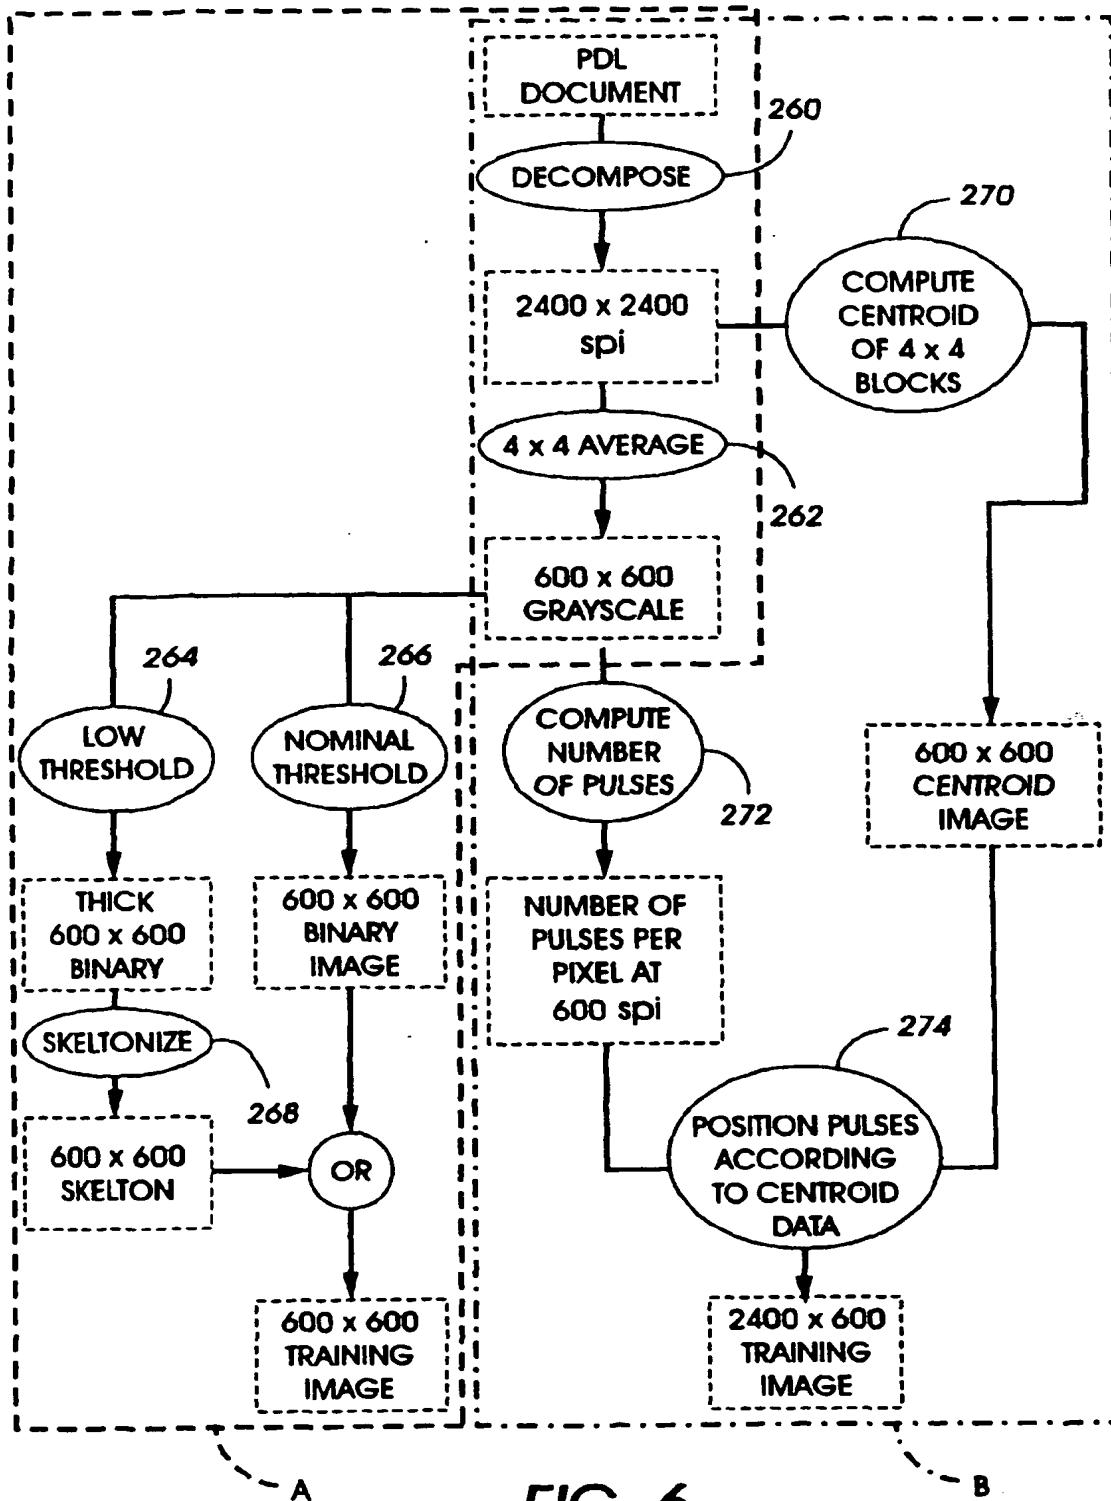 PDL
DOCUMENT
260
DECOMPOSE
270
2400 x 2400
spi
COMPUTE
CENTROID
OF 4 x 4
BLOCKS
4 x 4 AVERAGE
262
600 x 600
GRAYSCALE
264
266
LOW
THRESHOLD
NOMINAL
THRESHOLD
COMPUTE
NUMBER
OF PULSES
272
600 x 600
CENTROID
IMAGE
THICK
600 x 600
BINARY
600 x 600
BINARY
IMAGE
NUMBER OF
PULSES PER
PIXEL AT
600 spi
SKELTONIZE
268
274
600 x 600
SKELTON
OR
POSITION PULSES
ACCORDING
TO CENTROID
DATA
600 x 600
TRAINING
IMAGE
2400 x 600
TRAINING
IMAGE
A
B
FIG. 6